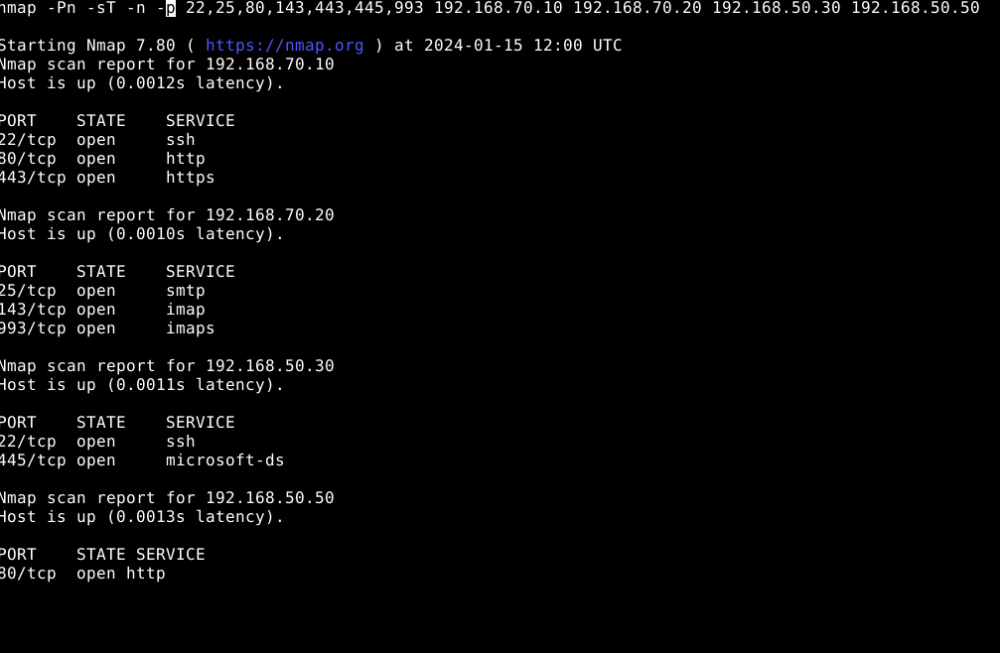 nmap -Pn -sT -n -p 22,25,80,143,443,445,993 192.168.70.10 192.168.70.20 192.168.50.30 192.168.50.50
Starting Nmap 7.80 ( https://nmap.org ) at 2024-01-15 12:00 UTC
Nmap scan report for 192.168.70.10
Host is up (0.0012s latency).
PORT    STATE    SERVICE
22/tcp  open     ssh
80/tcp  open     http
443/tcp open     https
Nmap scan report for 192.168.70.20
Host is up (0.0010s latency).
PORT    STATE    SERVICE
25/tcp  open     smtp
143/tcp open     imap
993/tcp open     imaps
Nmap scan report for 192.168.50.30
Host is up (0.0011s latency).
PORT    STATE    SERVICE
22/tcp  open     ssh
445/tcp open     microsoft-ds
Nmap scan report for 192.168.50.50
Host is up (0.0013s latency).
PORT    STATE SERVICE
80/tcp  open http